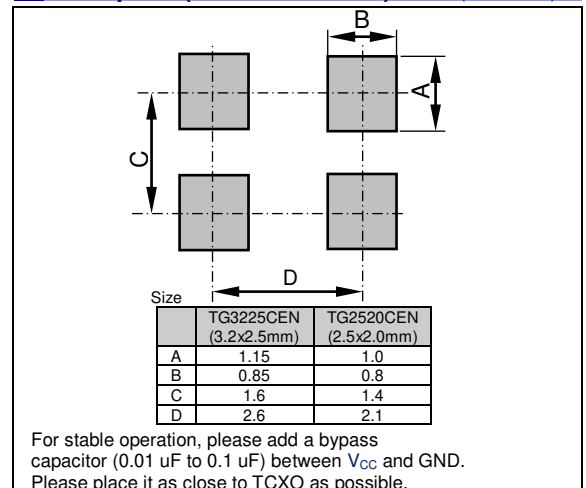 B
A
C
D
Size
TG3225CEN TG2520CEN
(3.2x2.5mm) (2.5x2.0mm)
A 1.15 1.0
B 0.85 0.8
C 1.6 1.4
D 2.6 2.1
For stable operation, please add a bypass
capacitor (0.01 uF to 0.1 uF) between VCC and GND.
Please place it as close to TCXO as possible.